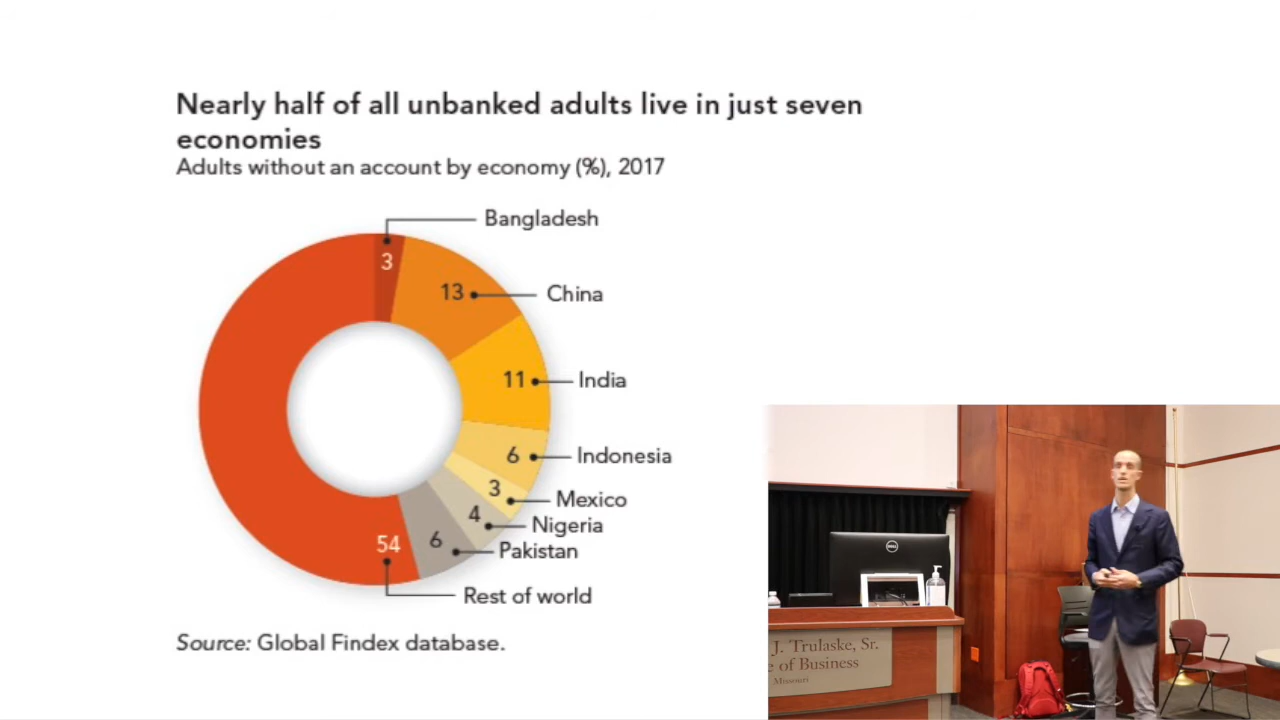 Nearly half of all unbanked adults live in just seven
economies
Adults without an account by economy (%), 2017
Bangladesh
3
13
China
11
India
6
Indonesia
3
Mexico
4
Nigeria
6
Pakistan
54
Rest of world
Source: Global Findex database.
DELL
J. Trulaske, Sr.
e of Business
Missouri